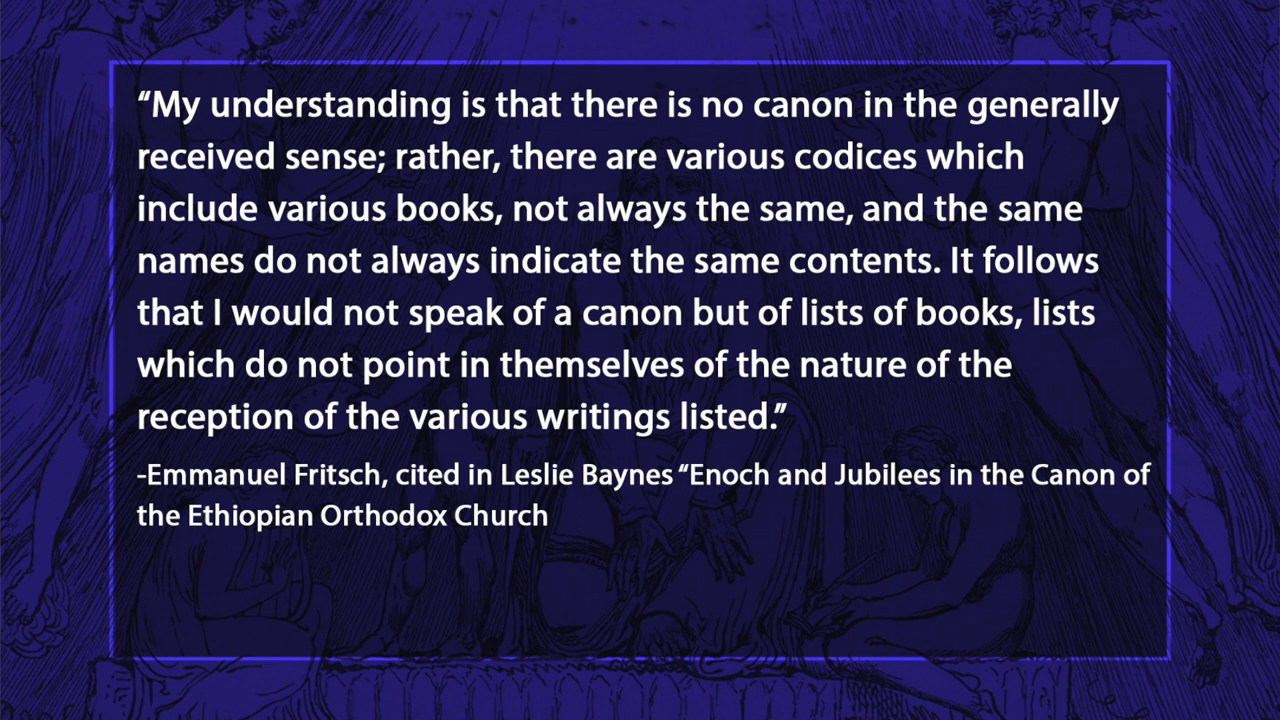 “My understanding is that there is no canon in the generally
received sense; rather, there are various codices which
include various books, not always the same, and the same
names do not always indicate the same contents. It follows
that I would not speak of a canon but of lists of books, lists
which do not point in themselves of the nature of the
reception of the various writings listed.”
-Emmanuel Fritsch, cited in Leslie Baynes “Enoch and Jubilees in the Canon of
the Ethiopian Orthodox Church